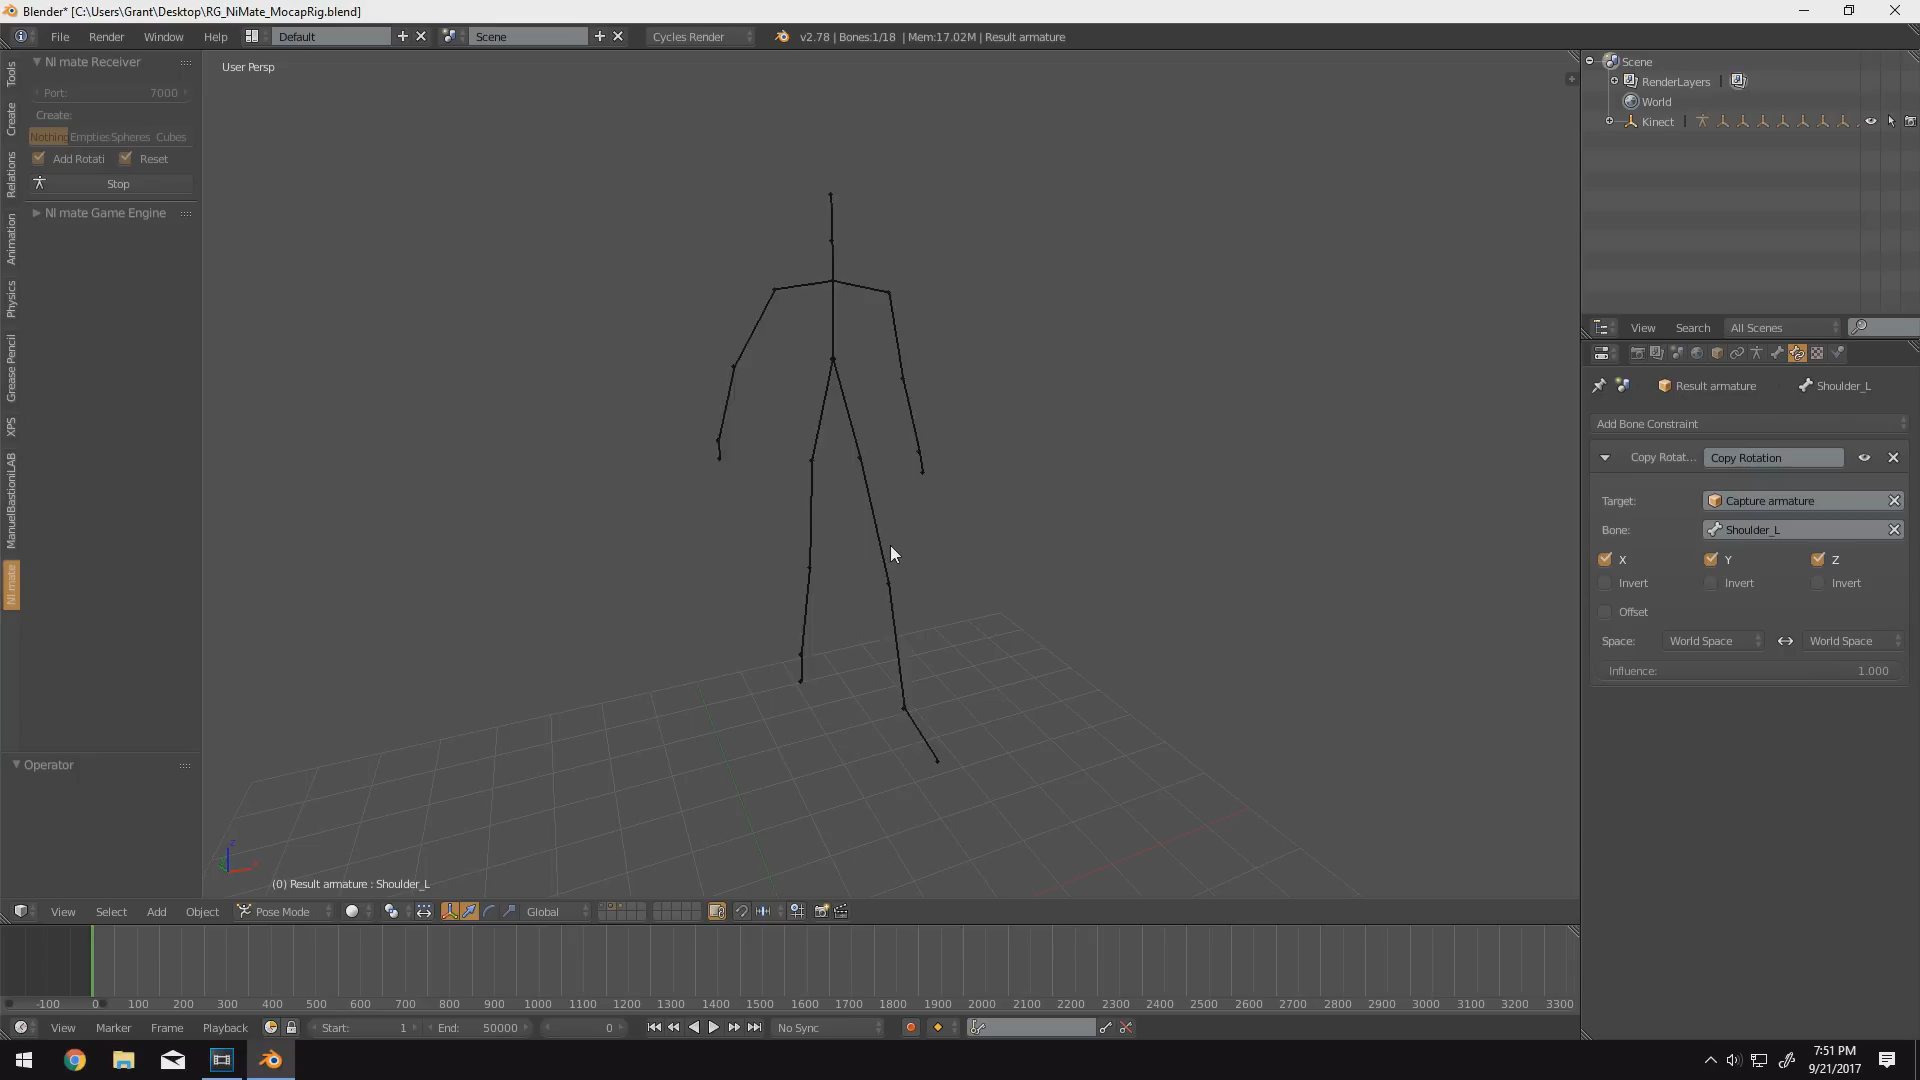 Blender* [C:\Users\Grant\Desktop\RG_NiMate_MocapRig.blend]
File Render Window Help Default Scene Cycles Render v2.78 | Bones:1/18 | Mem:17.02M | Result armature
Tools
Create
Relations
Animation
Physics
Grease Pencil
XPS
ManuelBastioniLAB
NI mate
NI mate Receiver
Port: 7000
Create:
Nothing Empties Spheres Cubes
Add Rotati Reset
Stop
NI mate Game Engine
Operator
User Persp
(0) Result armature : Shoulder_L
View Select Add Object Pose Mode Global
Scene
RenderLayers
World
Kinect
View Search All Scenes
Result armature Shoulder_L
Add Bone Constraint
Copy Rotat... Copy Rotation
Target: Capture armature
Bone: Shoulder_L
X Y Z
Invert Invert Invert
Offset
Space: World Space World Space
Influence: 1.000
-100 0 100 200 300 400 500 600 700 800 900 1000 1100 1200 1300 1400 1500 1600 1700 1800 1900 2000 2100 2200 2300 2400 2500 2600 2700 2800 2900 3000 3100 3200 3300
View Marker Frame Playback Start: 1 End: 50000 0 No Sync
7:51 PM
9/21/2017